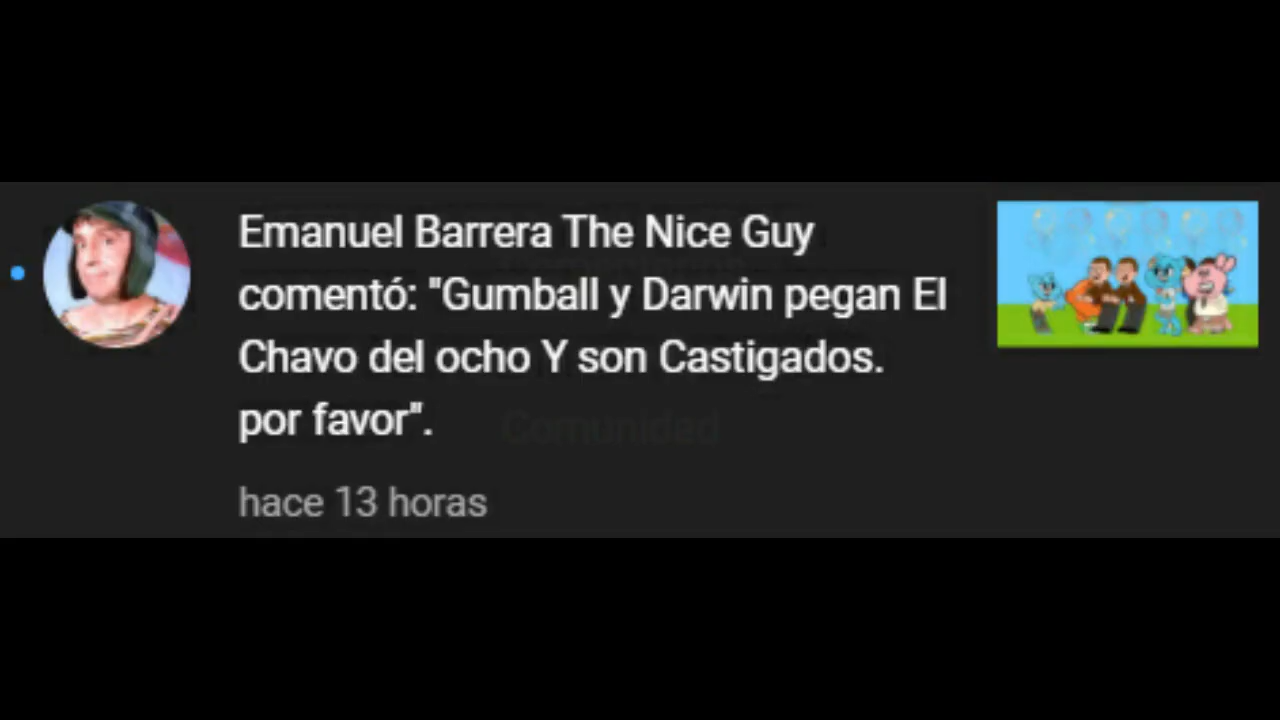 Emanuel Barrera The Nice Guy
comentó: "Gumball y Darwin pegan El
Chavo del ocho Y son Castigados.
por favor".
Comunidad
hace 13 horas